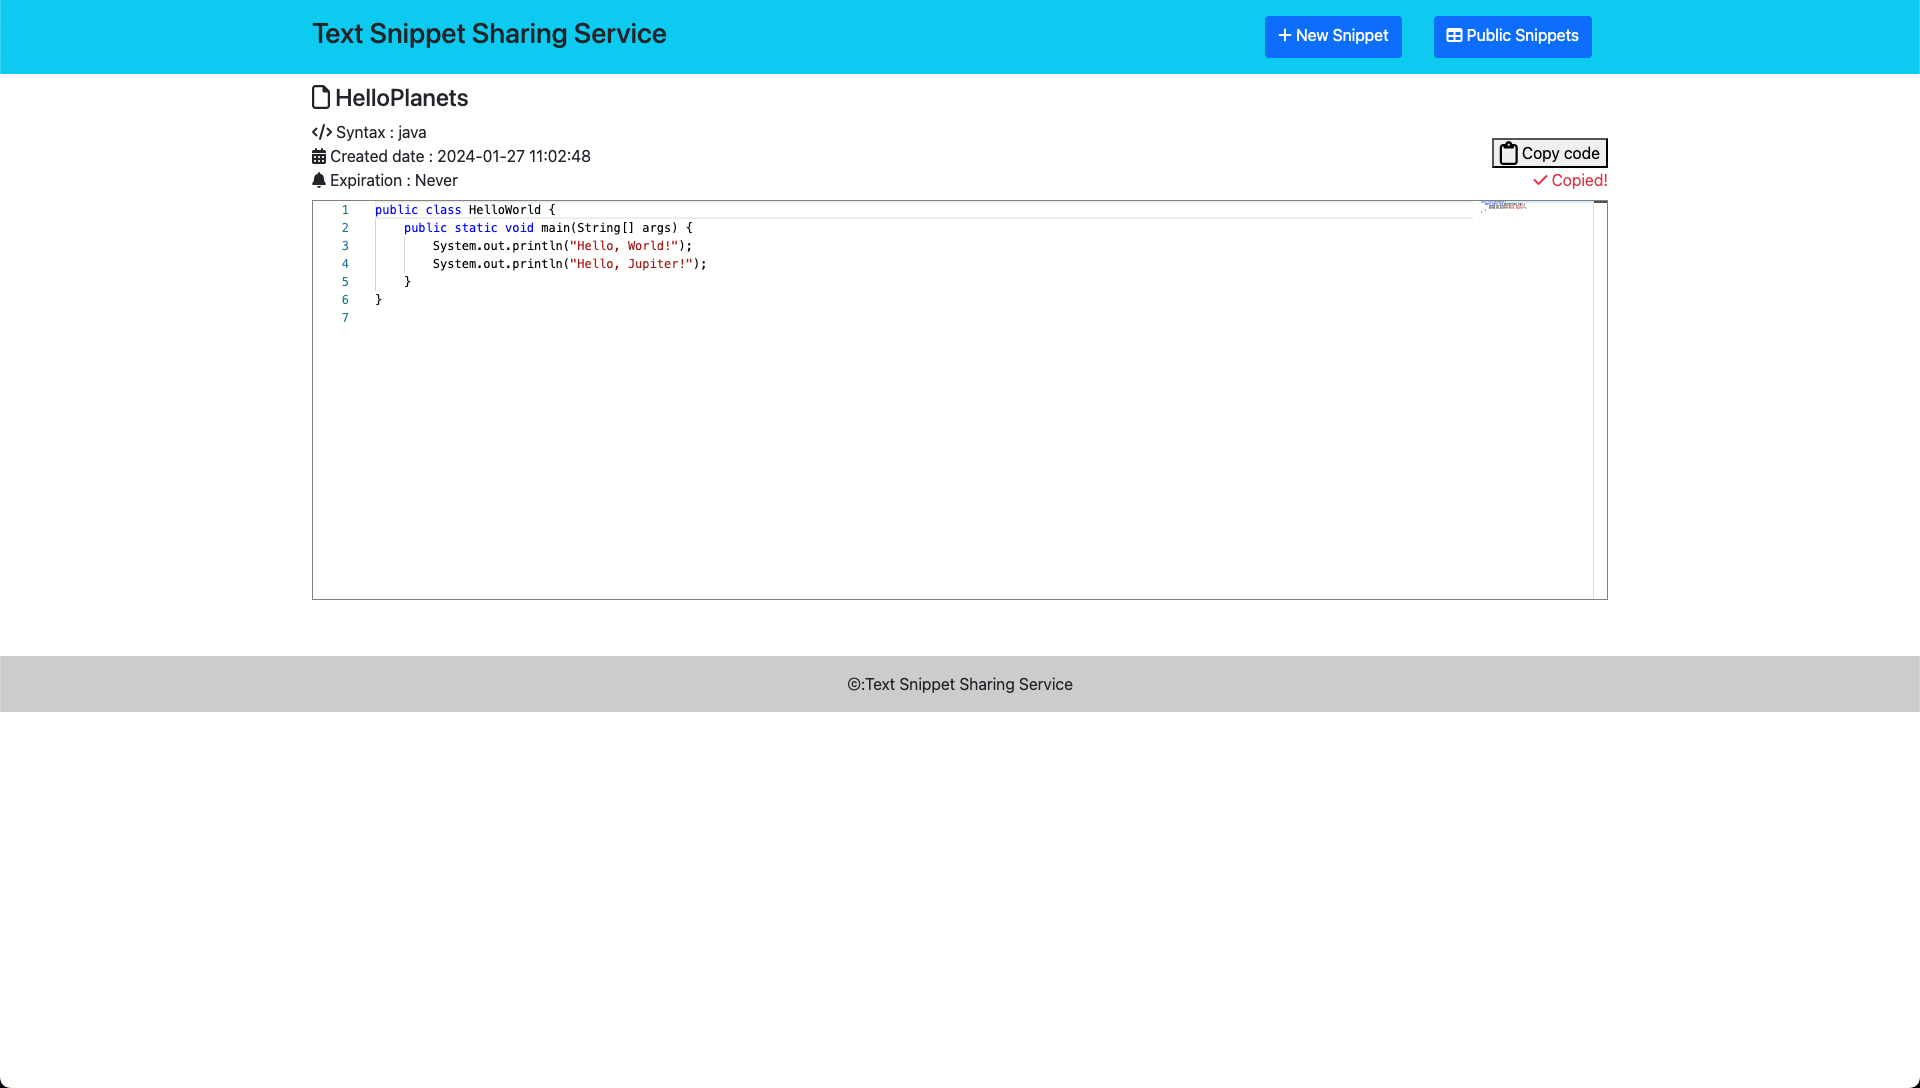 Text Snippet Sharing Service
New Snippet
Public Snippets
HelloPlanets
Syntax : java
Created date : 2024-01-27 11:02:48
Expiration : Never
Copy code
Copied!
1 public class HelloWorld {
2     public static void main(String[] args) {
3         System.out.println("Hello, World!");
4         System.out.println("Hello, Jupiter!");
5     }
6 }
7
©:Text Snippet Sharing Service